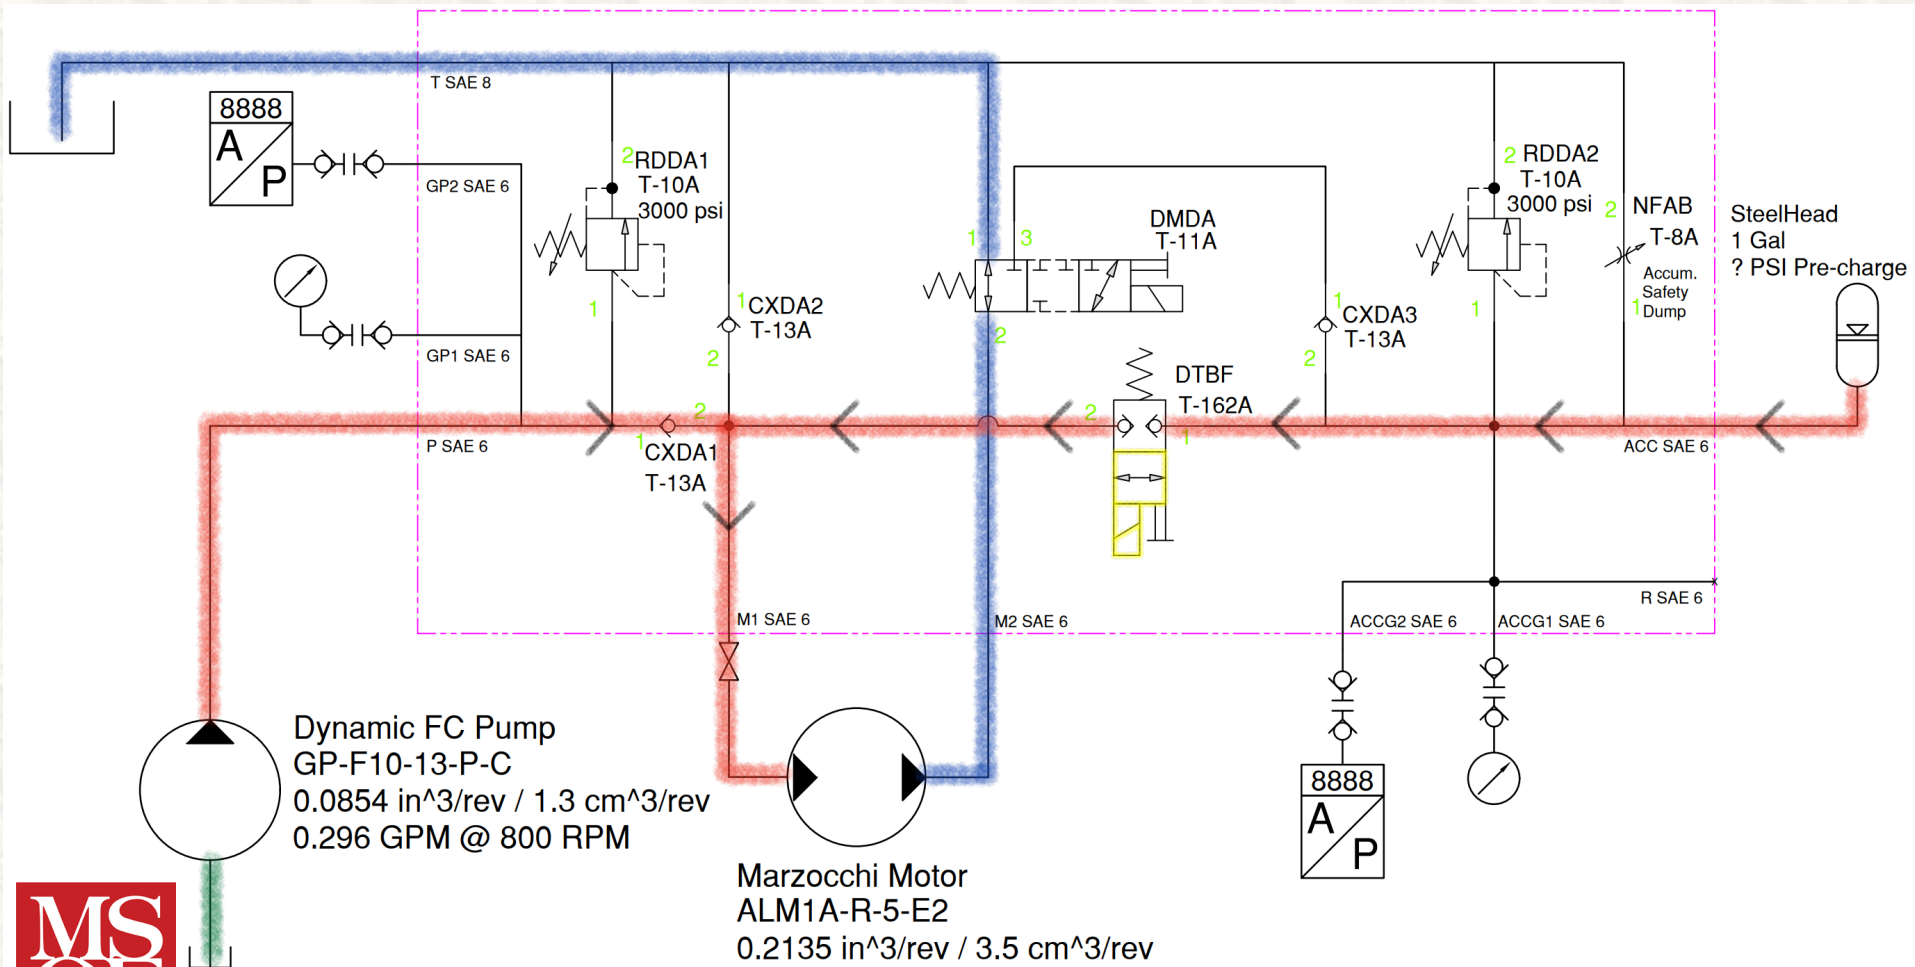 T SAE 8
8888
A
P
GP2 SAE 6
GP1 SAE 6
2
RDDA1
T-10A
3000 psi
1
1
CXDA2
T-13A
2
1
3
DMDA
T-11A
2
2
RDDA2
T-10A
3000 psi
1
2
NFAB
T-8A
Accum.
Safety
Dump
1
SteelHead
1 Gal
? PSI Pre-charge
1
CXDA3
T-13A
2
DTBF
T-162A
2
1
P SAE 6
2
1
CXDA1
T-13A
ACC SAE 6
M1 SAE 6
M2 SAE 6
R SAE 6
ACCG2 SAE 6
ACCG1 SAE 6
8888
A
P
Dynamic FC Pump
GP-F10-13-P-C
0.0854 in^3/rev / 1.3 cm^3/rev
0.296 GPM @ 800 RPM
Marzocchi Motor
ALM1A-R-5-E2
0.2135 in^3/rev / 3.5 cm^3/rev
MS